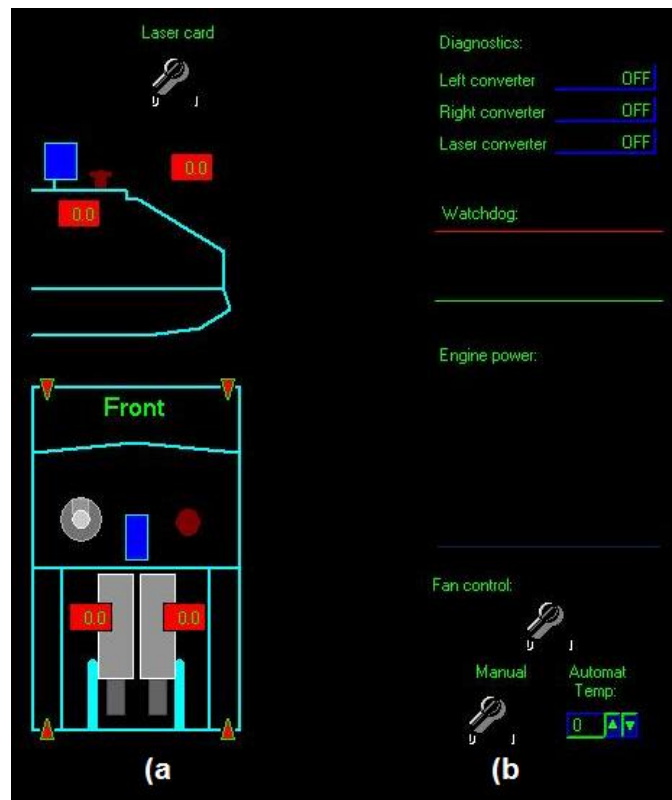 Laser card
0.0
0.0
Front
0.0 0.0
(a
Diagnostics:
Left converter OFF
Right converter OFF
Laser converter OFF
Watchdog:
Engine power:
Fan control:
Manual Automat
Temp:
0
(b)